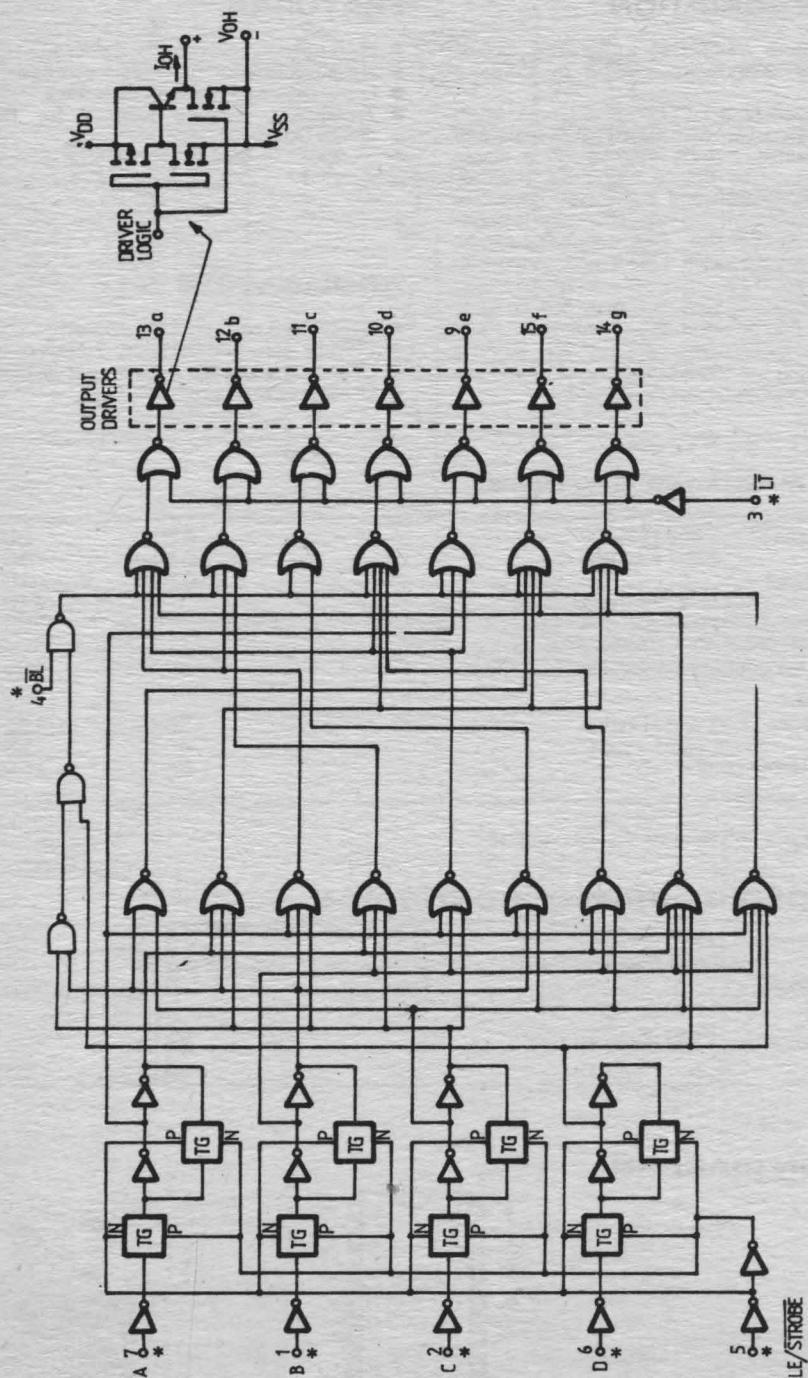 A
7
*
B
1
*
C
2
*
D
6
*
5
*
LE/STROBE
N
TG
P
P
TG
N
N
TG
P
P
TG
N
N
TG
P
P
TG
N
N
TG
P
P
TG
N
*
4
BL
OUTPUT
DRIVERS
13 a
12 b
11 c
10 d
9 e
15 f
14 g
3
*
LT
DRIVER
LOGIC
VDD
VSS
IOH
+
VOH
-